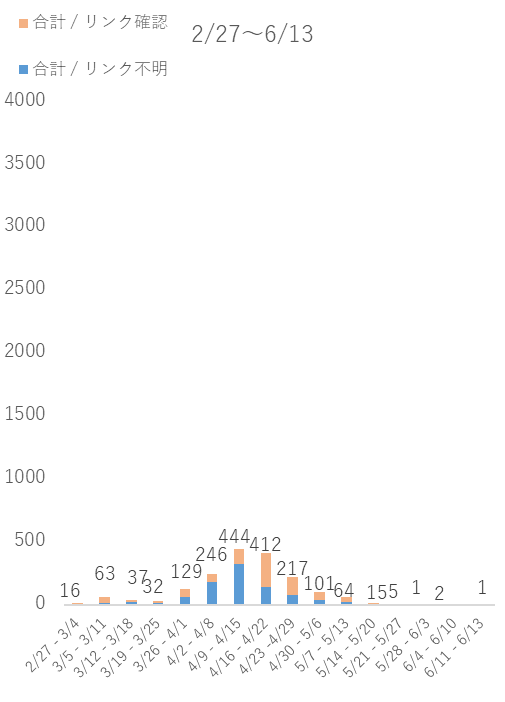 合計 / リンク確認
2/27～6/13
合計 / リンク不明
4000
3500
3000
2500
2000
1500
1000
500
0
16
63
37
32
129
246
444
412
217
101
64
155
1
2
1
2/27 - 3/4
3/5 - 3/11
3/12 - 3/18
3/19 - 3/25
3/26 - 4/1
4/2 - 4/8
4/9 - 4/15
4/16 - 4/22
4/23 -4/29
4/30 - 5/6
5/7 - 5/13
5/14 - 5/20
5/21 - 5/27
5/28 - 6/3
6/4 - 6/10
6/11 - 6/13